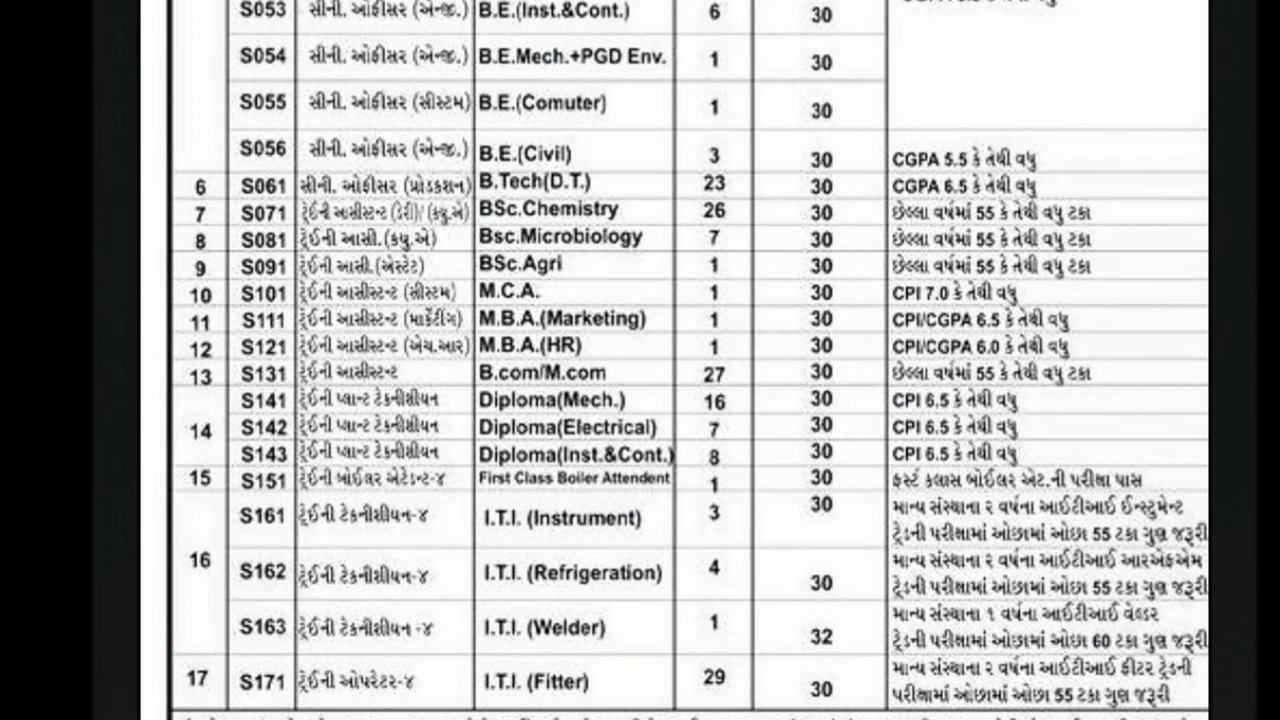 S053 સીની. ઓફીસર (એન્જી.) B.E.(Inst.&Cont.) 6 30
S054 સીની. ઓફીસર (એન્જી.) B.E.Mech.+PGD Env. 1 30
S055 સીની. ઓફીસર (સીસ્ટમ) B.E.(Comuter) 1 30
S056 સીની. ઓફીસર (એન્જી.) B.E.(Civil) 3 30 CGPA 5.5 કે તેથી વધુ
6 S061 સીની. ઓફીસર (પ્રોડકશન) B.Tech(D.T.) 23 30 CGPA 6.5 કે તેથી વધુ
7 S071 ટ્રેઈની આસીસ્ટન્ટ (ડેરી)/ (ક્યુ.એ) BSc.Chemistry 26 30 છેલ્લા વર્ષમાં 55 કે તેથી વધુ ટકા
8 S081 ટ્રેઈની આસી.(ક્યુ.એ) Bsc.Microbiology 7 30 છેલ્લા વર્ષમાં 55 કે તેથી વધુ ટકા
9 S091 ટ્રેઈની આસી.(એસ્ટેટ) BSc.Agri 1 30 છેલ્લા વર્ષમાં 55 કે તેથી વધુ ટકા
10 S101 ટ્રેઈની આસીસ્ટન્ટ (સીસ્ટમ) M.C.A. 1 30 CPI 7.0 કે તેથી વધુ
11 S111 ટ્રેઈની આસીસ્ટન્ટ (માર્કેટીંગ) M.B.A.(Marketing) 1 30 CPI/CGPA 6.5 કે તેથી વધુ
12 S121 ટ્રેઈની આસીસ્ટન્ટ (એચ.આર) M.B.A.(HR) 1 30 CPI/CGPA 6.0 કે તેથી વધુ
13 S131 ટ્રેઈની આસીસ્ટન્ટ B.com/M.com 27 30 છેલ્લા વર્ષમાં 55 કે તેથી વધુ ટકા
S141 ટ્રેઈની પ્લાન્ટ ટેકનીશીયન Diploma(Mech.) 16 30 CPI 6.5 કે તેથી વધુ
14 S142 ટ્રેઈની પ્લાન્ટ ટેકનીશીયન Diploma(Electrical) 7 30 CPI 6.5 કે તેથી વધુ
S143 ટ્રેઈની પ્લાન્ટ ટેકનીશીયન Diploma(Inst.&Cont.) 8 30 CPI 6.5 કે તેથી વધુ
15 S151 ટ્રેઈની બોઈલર એટેડન્ટ-૪ First Class Boiler Attendent 1 30 ફર્સ્ટ કલાસ બોઈલર એટ.ની પરીક્ષા પાસ
S161 ટ્રેઈની ટેકનીશીયન-૪ I.T.I. (Instrument) 3 30 માન્ય સંસ્થાના ૨ વર્ષના આઈટીઆઈ ઈન્સ્ટ્રુમેન્ટ
ટ્રેડની પરીક્ષામાં ઓછામાં ઓછા 55 ટકા ગુણ જરૂરી
16 S162 ટ્રેઈની ટેકનીશીયન-૪ I.T.I. (Refrigeration) 4 30 માન્ય સંસ્થાના ૨ વર્ષના આઈટીઆઈ આરએફએમ
ટ્રેડની પરીક્ષામાં ઓછામાં ઓછા 55 ટકા ગુણ જરૂરી
S163 ટ્રેઈની ટેકનીશીયન -૪ I.T.I. (Welder) 1 32 માન્ય સંસ્થાના ૧ વર્ષના આઈટીઆઈ વેલ્ડર
ટ્રેડની પરીક્ષામાં ઓછામાં ઓછા 60 ટકા ગુણ જરૂરી
17 S171 ટ્રેઈની ઓપરેટર-૪ I.T.I. (Fitter) 29 30 માન્ય સંસ્થાના ૨ વર્ષના આઈટીઆઈ ફીટર ટ્રેડની
પરીક્ષામાં ઓછામાં ઓછા 55 ટકા ગુણ જરૂરી